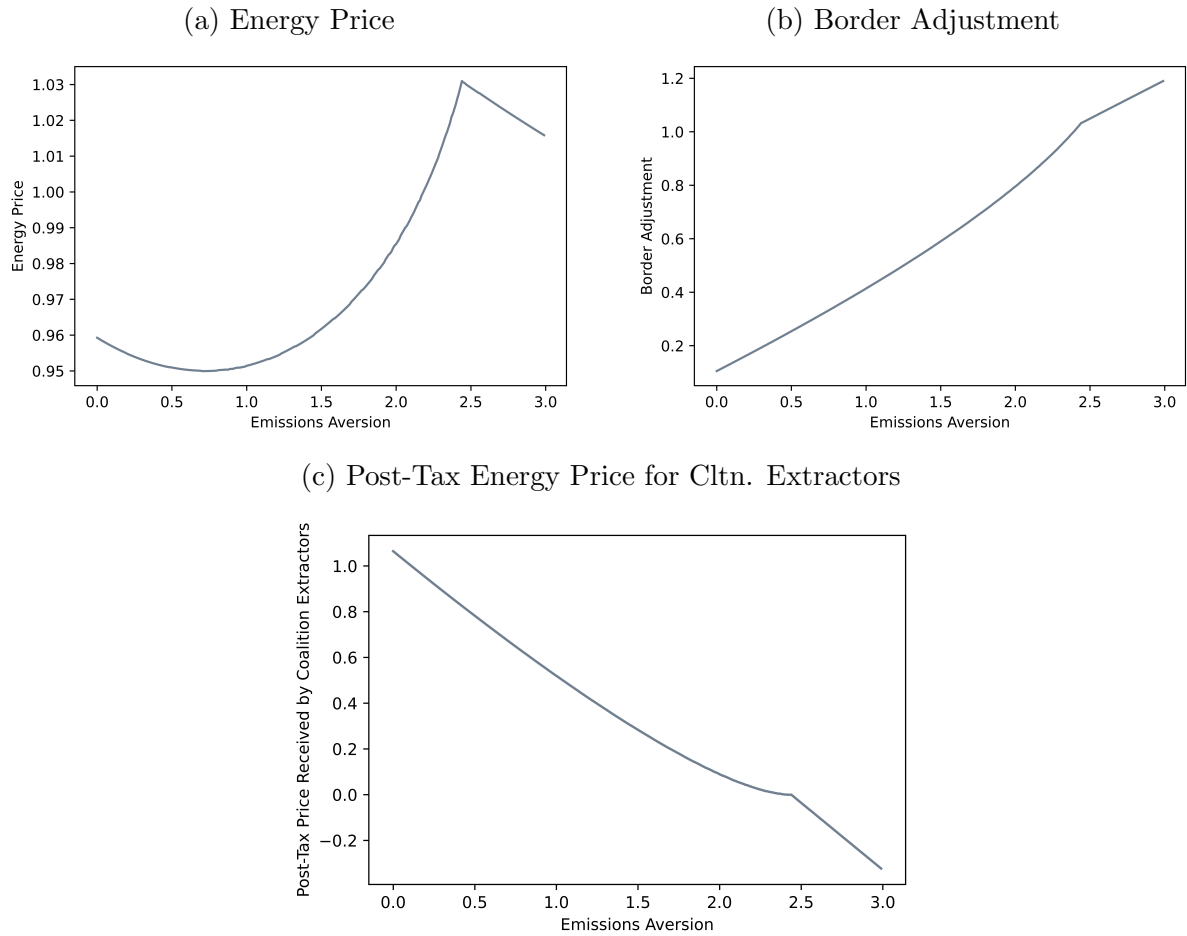 (a) Energy Price
1.03
1.02
1.01
1.00
0.99
0.98
0.97
0.96
0.95
Energy Price
0.0 0.5 1.0 1.5 2.0 2.5 3.0
Emissions Aversion
(b) Border Adjustment
1.2
1.0
0.8
0.6
0.4
0.2
Border Adjustment
0.0 0.5 1.0 1.5 2.0 2.5 3.0
Emissions Aversion
(c) Post-Tax Energy Price for Cltn. Extractors
1.0
0.8
0.6
0.4
0.2
0.0
−0.2
Post-Tax Price Received by Coalition Extractors
0.0 0.5 1.0 1.5 2.0 2.5 3.0
Emissions Aversion